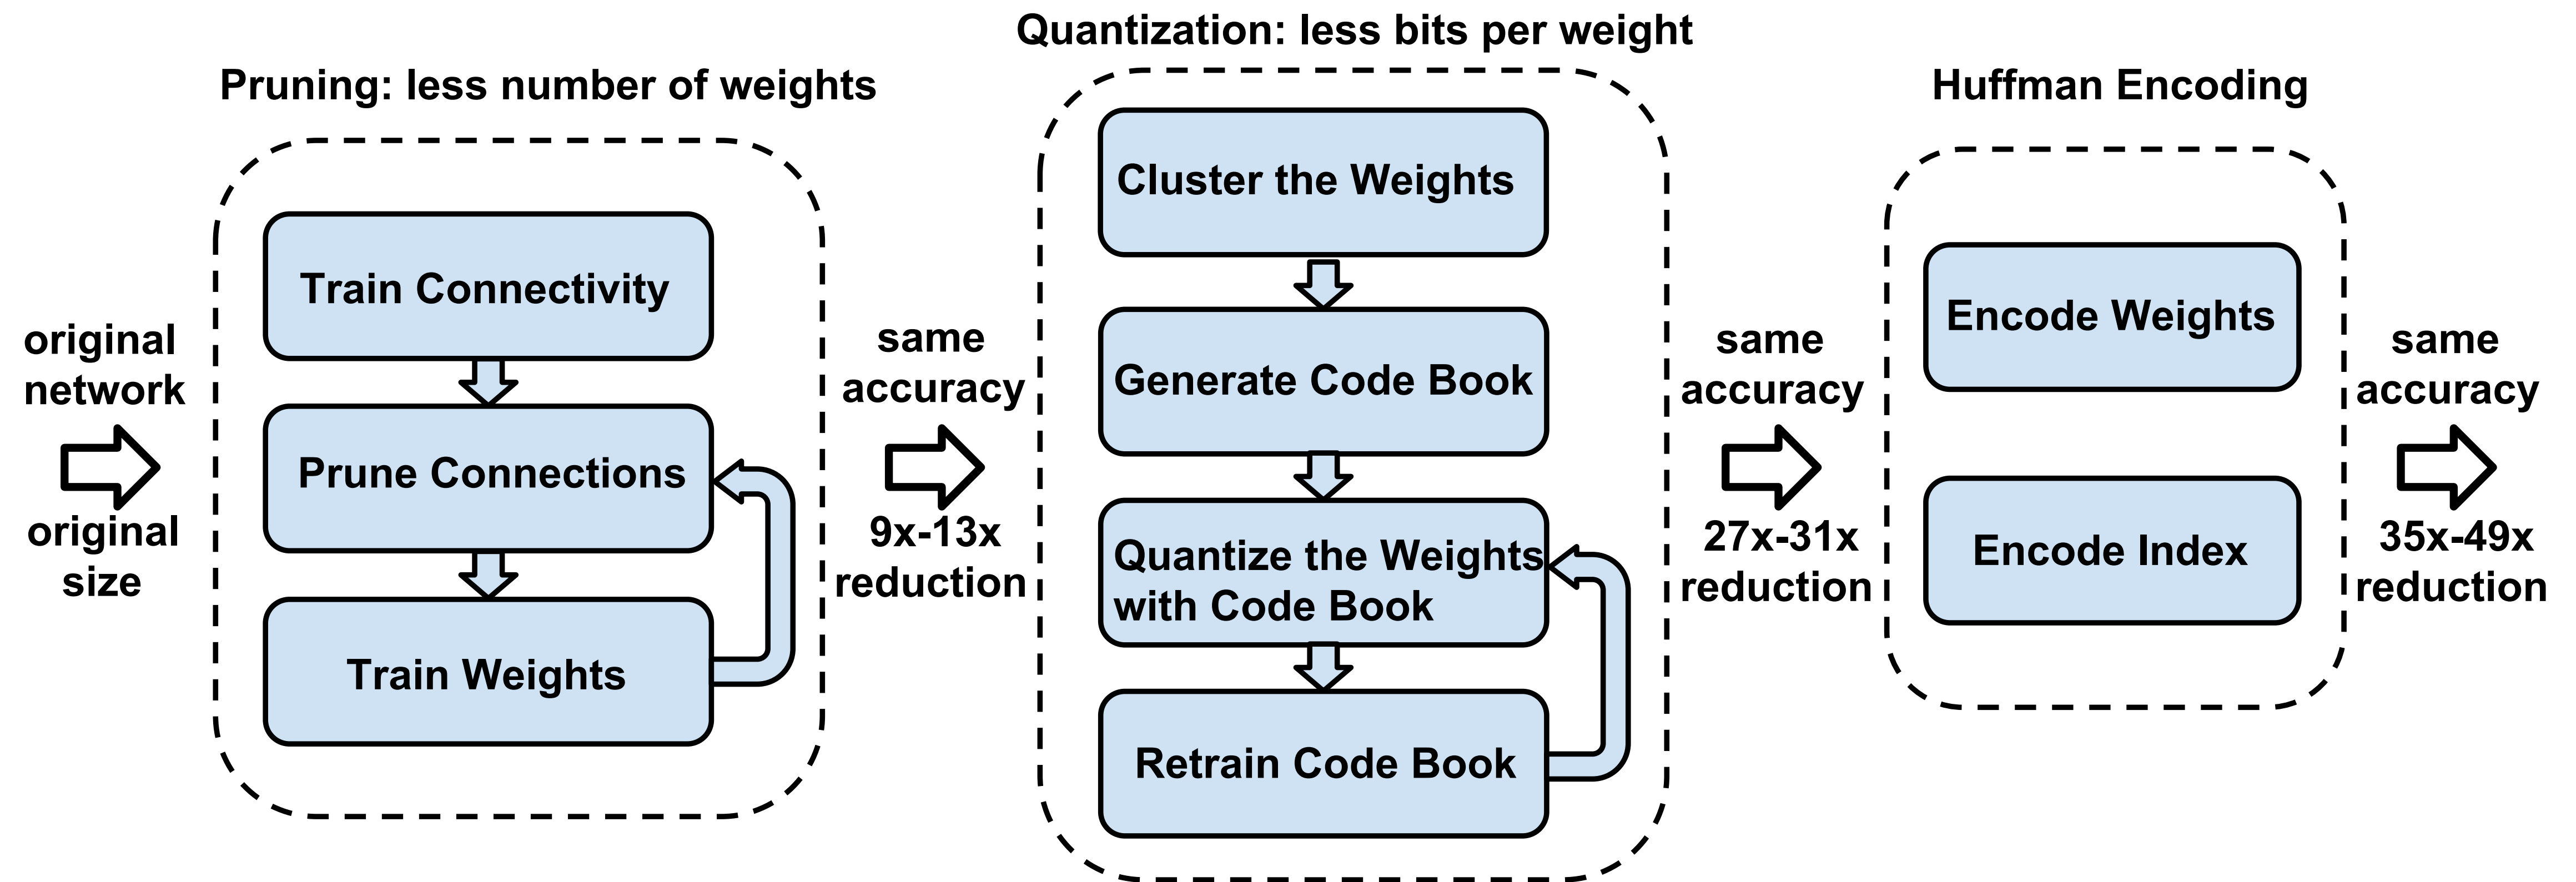 Quantization: less bits per weight
Pruning: less number of weights
Huffman Encoding
original
network
original
size
Train Connectivity
Prune Connections
Train Weights
same
accuracy
9x-13x
reduction
Cluster the Weights
Generate Code Book
Quantize the Weights
with Code Book
Retrain Code Book
same
accuracy
27x-31x
reduction
Encode Weights
Encode Index
same
accuracy
35x-49x
reduction